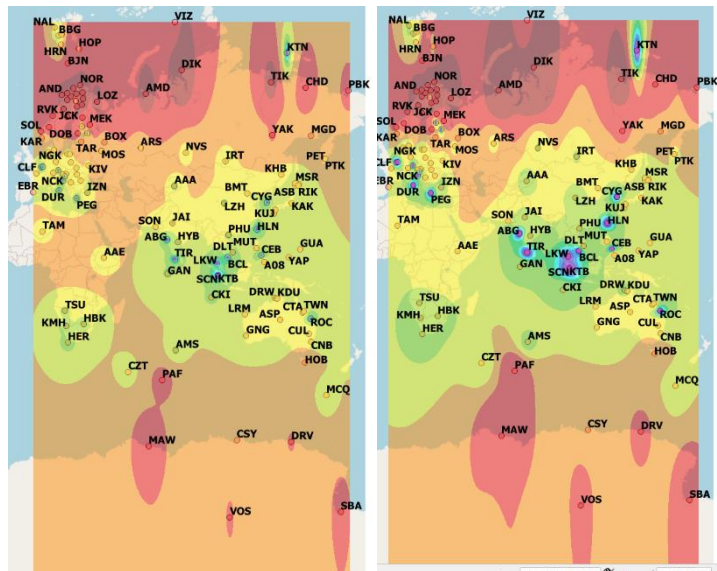 NAL
BBG
HRN
HOP
BJN
VIZ
DIK
KTN
AMD
TIK
CHD
PBK
NOR
AND
LOZ
RVK
JCK
MEK
SOL
DOB
KAR
BOX
TAR
MOS
ARS
NVS
YAK
MGD
NGK
CLF
KIV
NCK
IZN
EBR
DUR
PEG
IRT
KHB
PET
PTK
MSR
AAA
BMT
CYG
ASB
RIK
LZH
KUJ
KAK
TAM
SON
JAI
ABG
HYB
PHU
HLN
AAE
TIR
DLT
MUT
CEB
GUA
GAN
LKW
BCL
A08
YAP
SCNKTB
CKI
TSU
KMH
HBK
HER
DRW
KDU
LRM
ASP
CTA
TWN
ROC
GNG
CUL
CNB
AMS
HOB
CZT
PAF
MCQ
MAW
CSY
DRV
VOS
SBA
NAL
BBG
HRN
HOP
BJN
VIZ
DIK
KTN
AMD
TIK
CHD
PBK
NOR
AND
LOZ
RVK
JCK
MEK
SOL
DOB
KAR
BOX
TAR
MOS
ARS
NVS
YAK
MGD
NGK
CLF
KIV
NCK
IZN
EBR
DUR
PEG
IRT
KHB
PET
PTK
MSR
AAA
BMT
CYG
ASB
RIK
LZH
KUJ
KAK
TAM
SON
JAI
ABG
HYB
PHU
HLN
AAE
TIR
DLT
MUT
CEB
GUA
GAN
LKW
BCL
A08
YAP
SCNKTB
CKI
TSU
KMH
HBK
HER
DRW
KDU
LRM
ASP
CTA
TWN
ROC
GNG
CUL
CNB
AMS
HOB
CZT
PAF
MCQ
MAW
CSY
DRV
VOS
SBA